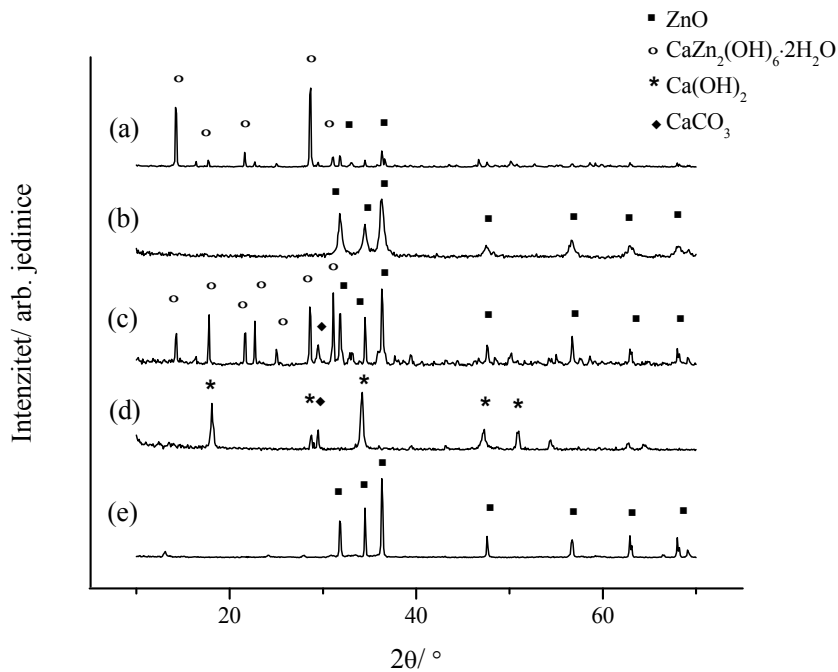 ■ ZnO
○ CaZn₂(OH)₆·2H₂O
* Ca(OH)₂
◆ CaCO₃
(a)
(b)
(c)
(d)
(e)
Intenzitet/ arb. jedinice
20 40 60
2θ/ °